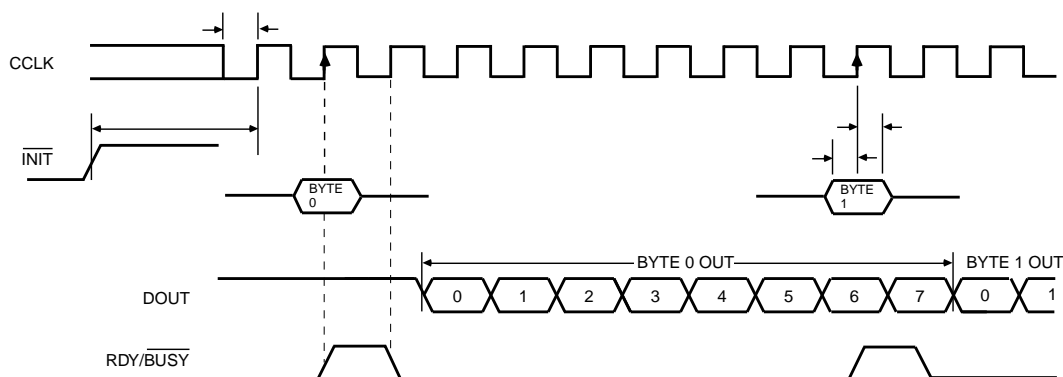 CCLK
INIT
BYTE
0
BYTE
1
BYTE 0 OUT
BYTE 1 OUT
DOUT
0 1 2 3 4 5 6 7 0 1
RDY/BUSY